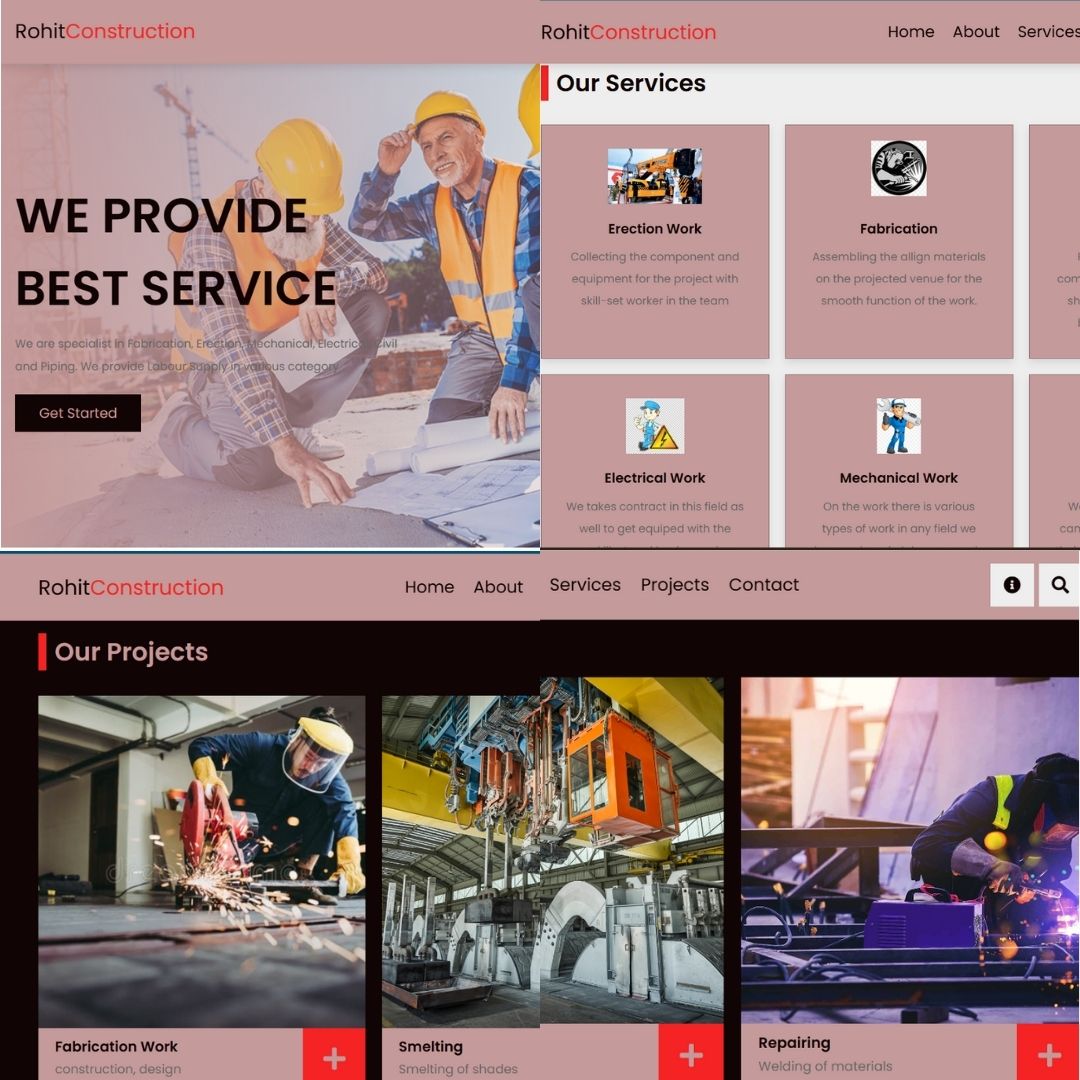 RohitConstruction
WE PROVIDE
BEST SERVICE
We are specialist in Fabrication, Erection, Mechanical, Electrical, Civil
and Piping. We provide Labour Supply in various category
Get Started
RohitConstruction
Home About Services
Our Services
Erection Work
Collecting the component and
equipment for the project with
skill-set worker in the team
Fabrication
Assembling the allign materials
on the projected venue for the
smooth function of the work.
Electrical Work
We takes contract in this field as
well to get equiped with the
Mechanical Work
On the work there is various
types of work in any field we
RohitConstruction
Home About
Services Projects Contact
Our Projects
Fabrication Work
construction, design
Smelting
Smelting of shades
Repairing
Welding of materials